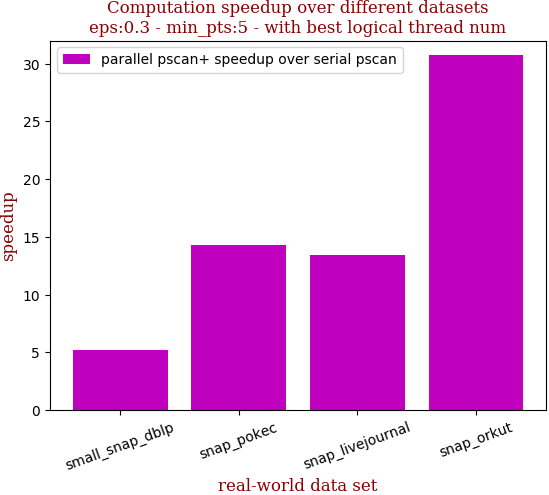 Computation speedup over different datasets
eps:0.3 - min_pts:5 - with best logical thread num
parallel pscan+ speedup over serial pscan
speedup
30
25
20
15
10
5
0
small_snap_dblp
snap_pokec
snap_livejournal
snap_orkut
real-world data set